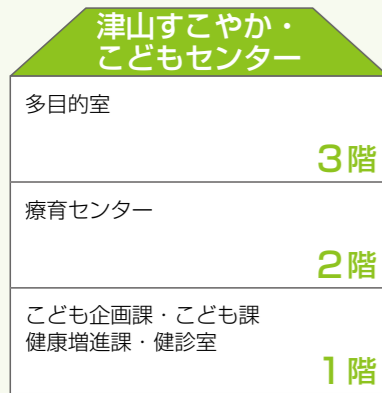 津山すこやか・
こどもセンター
多目的室
3階
療育センター
2階
こども企画課・こども課
健康増進課・健診室
1階